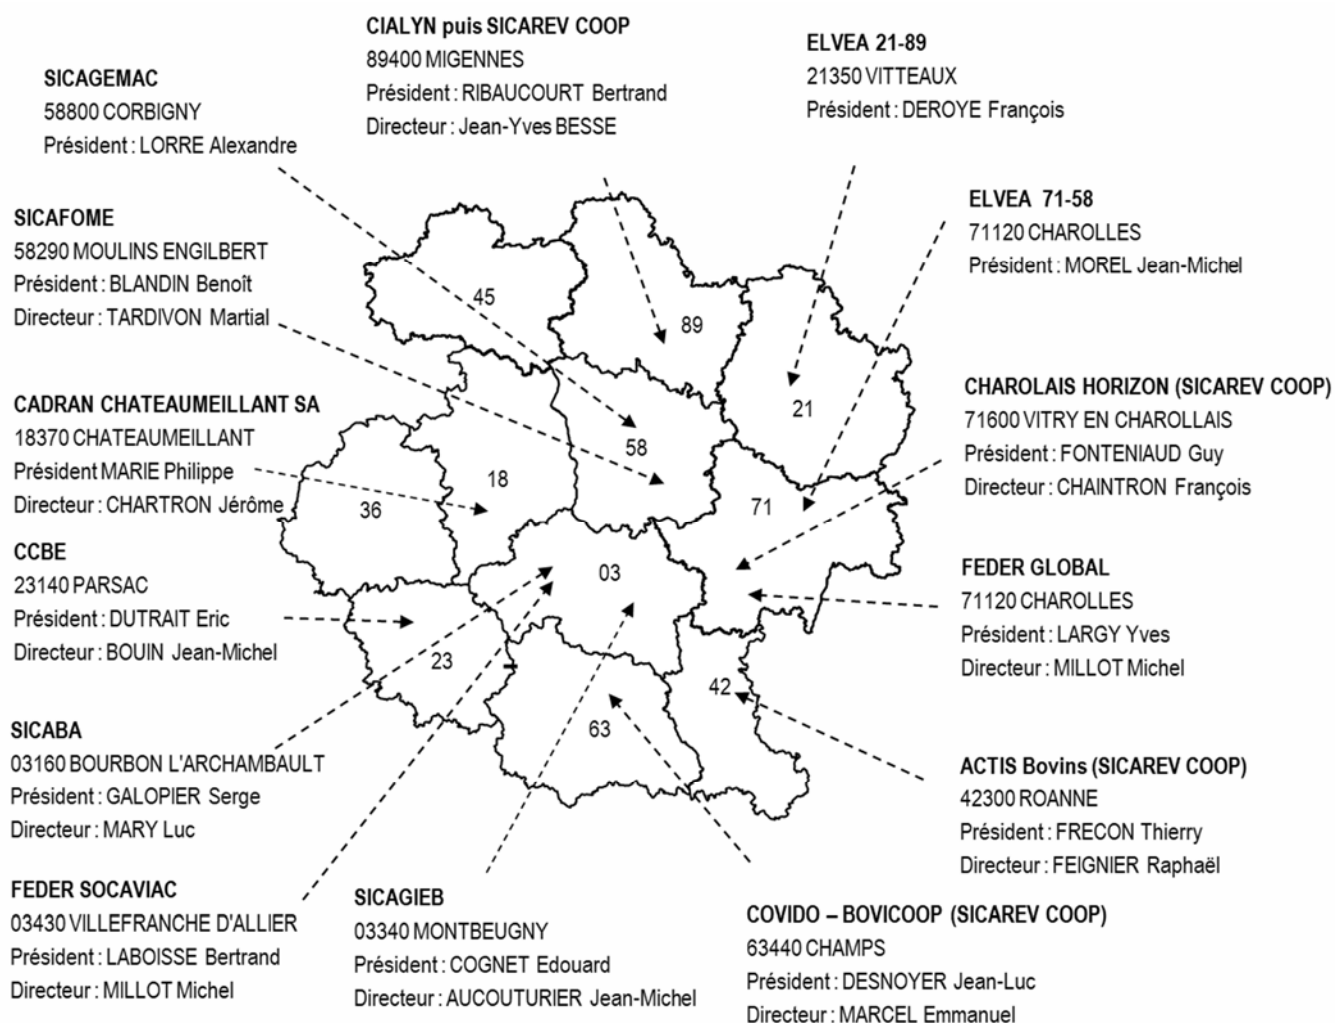 CIALYN puis SICAREV COOP
89400 MIGENNES
Président : RIBAUCOURT Bertrand
Directeur : Jean-Yves BESSE
ELVEA 21-89
21350 VITTEAUX
Président : DEROYE François
SICAGEMAC
58800 CORBIGNY
Président : LORRE Alexandre
ELVEA 71-58
71120 CHAROLLES
Président : MOREL Jean-Michel
SICAFOME
58290 MOULINS ENGILBERT
Président : BLANDIN Benoît
Directeur : TARDIVON Martial
CHAROLAIS HORIZON (SICAREV COOP)
71600 VITRY EN CHAROLLAIS
Président : FONTENIAUD Guy
Directeur : CHAINTRON François
CADRAN CHATEAUMEILLANT SA
18370 CHATEAUMEILLANT
Président MARIE Philippe
Directeur : CHARTRON Jérôme
CCBE
23140 PARSAC
Président : DUTRAIT Eric
Directeur : BOUIN Jean-Michel
FEDER GLOBAL
71120 CHAROLLES
Président : LARGY Yves
Directeur : MILLOT Michel
SICABA
03160 BOURBON L'ARCHAMBAULT
Président : GALOPIER Serge
Directeur : MARY Luc
ACTIS Bovins (SICAREV COOP)
42300 ROANNE
Président : FRECON Thierry
Directeur : FEIGNIER Raphaël
FEDER SOCAVIAC
03430 VILLEFRANCHE D'ALLIER
Président : LABOISSE Bertrand
Directeur : MILLOT Michel
SICAGIEB
03340 MONTBEUGNY
Président : COGNET Edouard
Directeur : AUCOUTURIER Jean-Michel
COVIDO – BOVICOOP (SICAREV COOP)
63440 CHAMPS
Président : DESNOYER Jean-Luc
Directeur : MARCEL Emmanuel
45
89
21
58
18
36
71
03
23
42
63